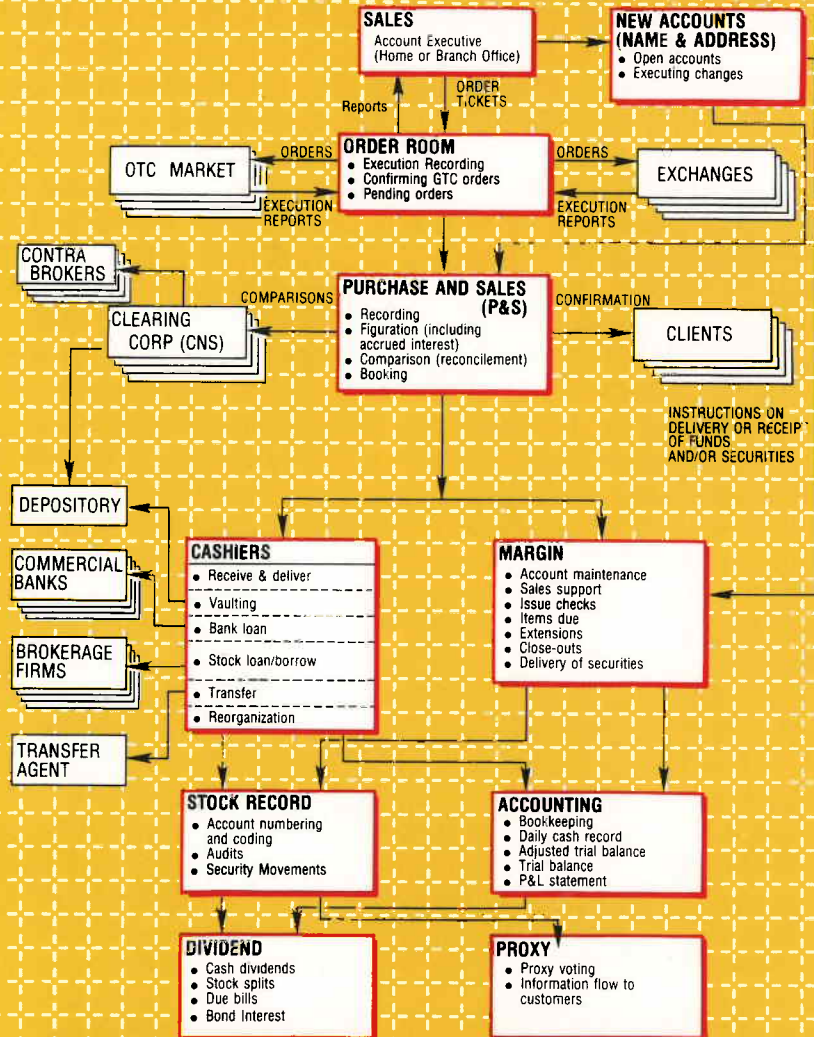 SALES
Account Executive
(Home or Branch Office)
NEW ACCOUNTS
(NAME & ADDRESS)
• Open accounts
• Executing changes
Reports
ORDER
TICKETS
ORDER ROOM
• Execution Recording
• Confirming GTC orders
• Pending orders
OTC MARKET
ORDERS
EXECUTION
REPORTS
ORDERS
EXECUTION
REPORTS
EXCHANGES
CONTRA
BROKERS
CLEARING
CORP (CNS)
COMPARISONS
PURCHASE AND SALES
(P&S)
• Recording
• Figuration (including
accrued interest)
• Comparison (reconcilement)
• Booking
CONFIRMATION
CLIENTS
INSTRUCTIONS ON
DELIVERY OR RECEIPT
OF FUNDS
AND/OR SECURITIES
DEPOSITORY
COMMERCIAL
BANKS
BROKERAGE
FIRMS
TRANSFER
AGENT
CASHIERS
• Receive & deliver
• Vaulting
• Bank loan
• Stock loan/borrow
• Transfer
• Reorganization
MARGIN
• Account maintenance
• Sales support
• Issue checks
• Items due
• Extensions
• Close-outs
• Delivery of securities
STOCK RECORD
• Account numbering
and coding
• Audits
• Security Movements
ACCOUNTING
• Bookkeeping
• Daily cash record
• Adjusted trial balance
• Trial balance
• P&L statement
DIVIDEND
• Cash dividends
• Stock splits
• Due bills
• Bond Interest
PROXY
• Proxy voting
• Information flow to
customers